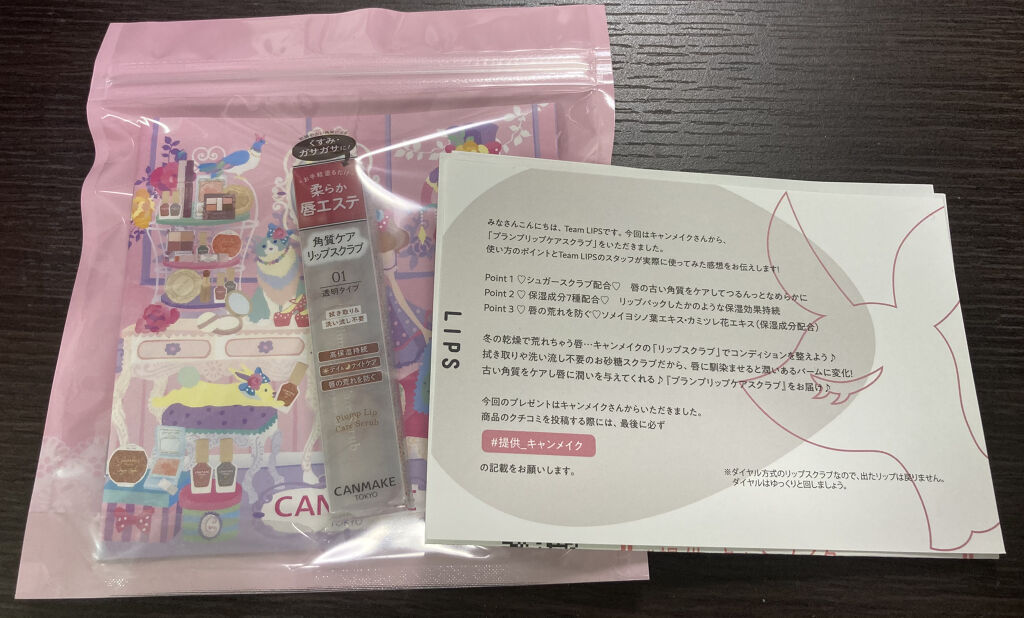 くすみ・
ガサガサに!
お手軽塗るだけ
柔らか
唇エステ
角質ケア
リップスクラブ
01
透明タイプ
拭き取り&
洗い流し不要
高保湿持続
デイ&ナイトケア
唇の荒れを防ぐ
Plump Lip
Care Scrub
CANMAKE
TOKYO
CAN
TOKYO
LIPS
みなさんこんにちは、Team LIPSです。今回はキャンメイクさんから、
「プランプリップケアスクラブ」をいただきました。
使い方のポイントとTeam LIPSのスタッフが実際に使ってみた感想をお伝えします!
Point 1 ♡シュガースクラブ配合♡ 唇の古い角質をケアしてつるんっとなめらかに
Point 2 ♡ 保湿成分7種配合♡ リップパックしたかのような保湿効果持続
Point 3 ♡ 唇の荒れを防ぐ♡ソメイヨシノ葉エキス・カミツレ花エキス(保湿成分配合)
冬の乾燥で荒れちゃう唇…キャンメイクの「リップスクラブ」でコンディションを整えよう♪
拭き取りや洗い流し不要のお砂糖スクラブだから、唇に馴染ませると潤いあるバームに変化!
古い角質をケアし唇に潤いを与えてくれる♪『プランプリップケアスクラブ』をお届け♪
今回のプレゼントはキャンメイクさんからいただきました。
商品のクチコミを投稿する際には、最後に必ず
#提供_キャンメイク
の記載をお願いします。
※ダイヤル方式のリップスクラブなので、出たリップは戻りません。
ダイヤルはゆっくりと回しましょう。